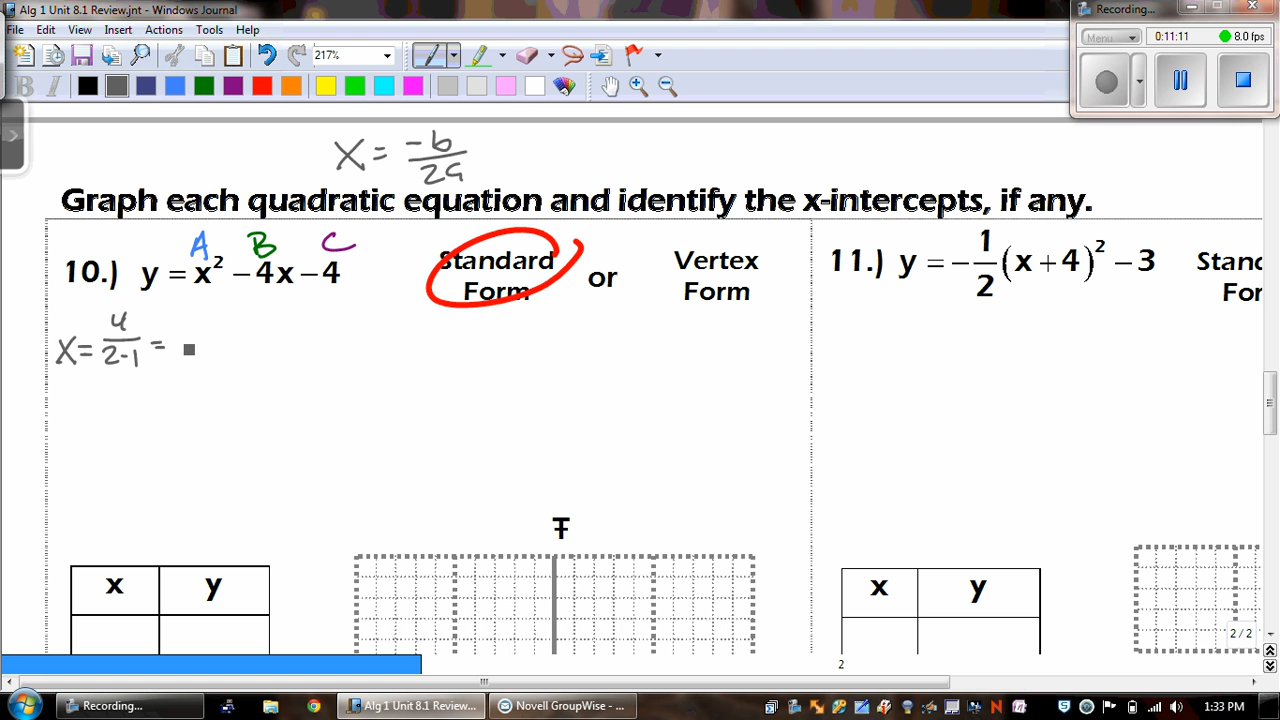 Alg 1 Unit 8.1 Review.jnt - Windows Journal
Recording...
File Edit View Insert Actions Tools Help
Menu
0:11:11
8.0 fps
217%
B I
X = -b/2a
Graph each quadratic equation and identify the x-intercepts, if any.
A B C
10.) y = x² − 4x − 4
Standard Form
or
Vertex Form
X = 4/2·1 =
11.) y = −1/2(x + 4)² − 3
Stand
For
x y
x y
2 / 2
2
Recording...
Alg 1 Unit 8.1 Revie...
Novell GroupWise - ...
1:33 PM